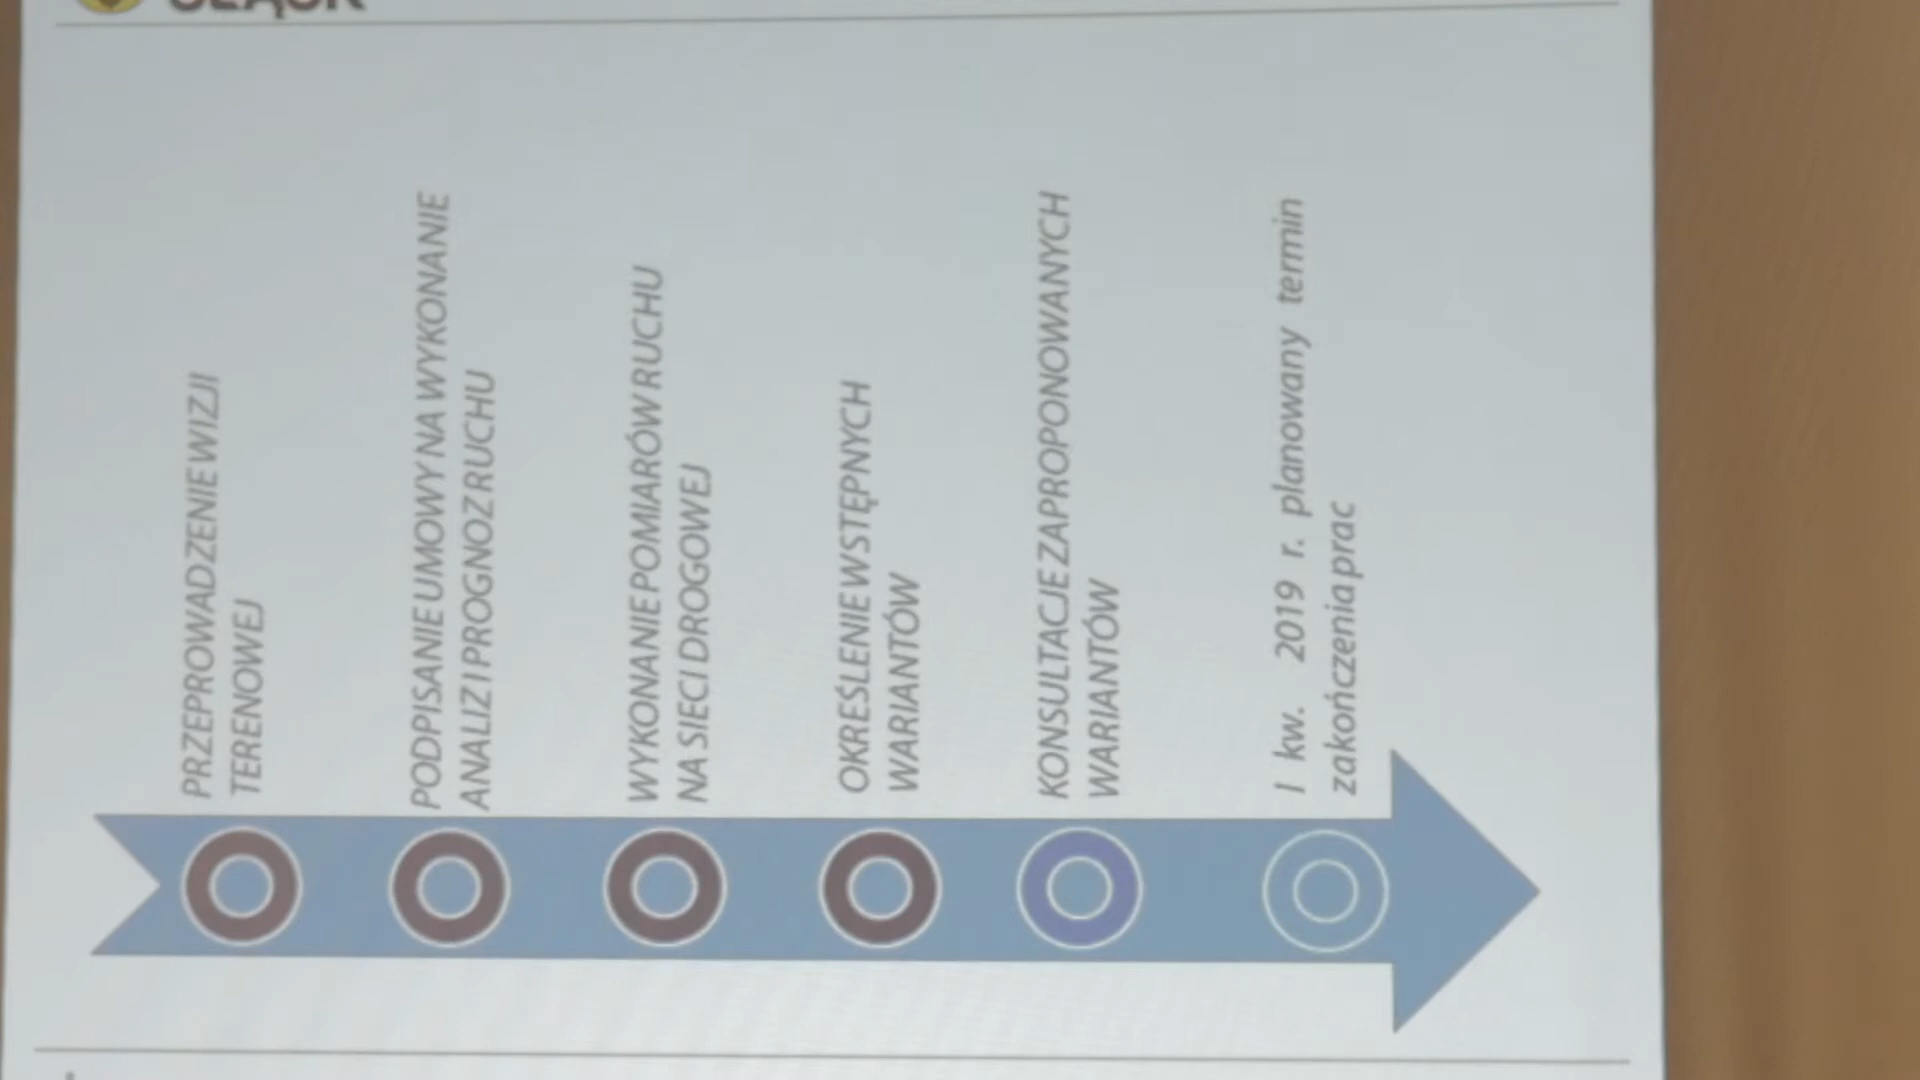 ŚLĄSK
PRZEPROWADZENIE WIZJI
TERENOWEJ
PODPISANIE UMOWY NA WYKONANIE
ANALIZ I PROGNOZ RUCHU
WYKONANIE POMIARÓW RUCHU
NA SIECI DROGOWEJ
OKREŚLENIE WSTĘPNYCH
WARIANTÓW
KONSULTACJE ZAPROPONOWANYCH
WARIANTÓW
I kw. 2019 r. planowany termin
zakończenia prac